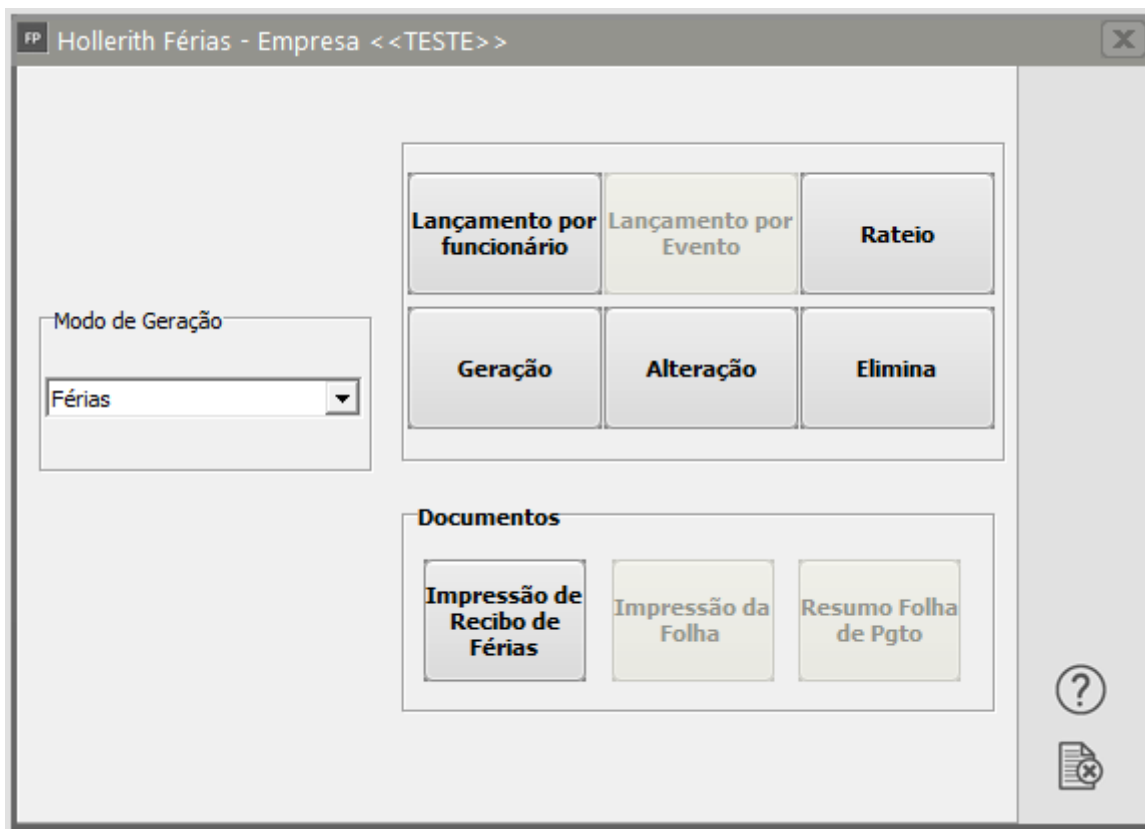 FP Hollerith Férias - Empresa <<TESTE>>
Modo de Geração
Férias
Lançamento por
funcionário
Lançamento por
Evento
Rateio
Geração
Alteração
Elimina
Documentos
Impressão de
Recibo de
Férias
Impressão da
Folha
Resumo Folha
de Pgto
?